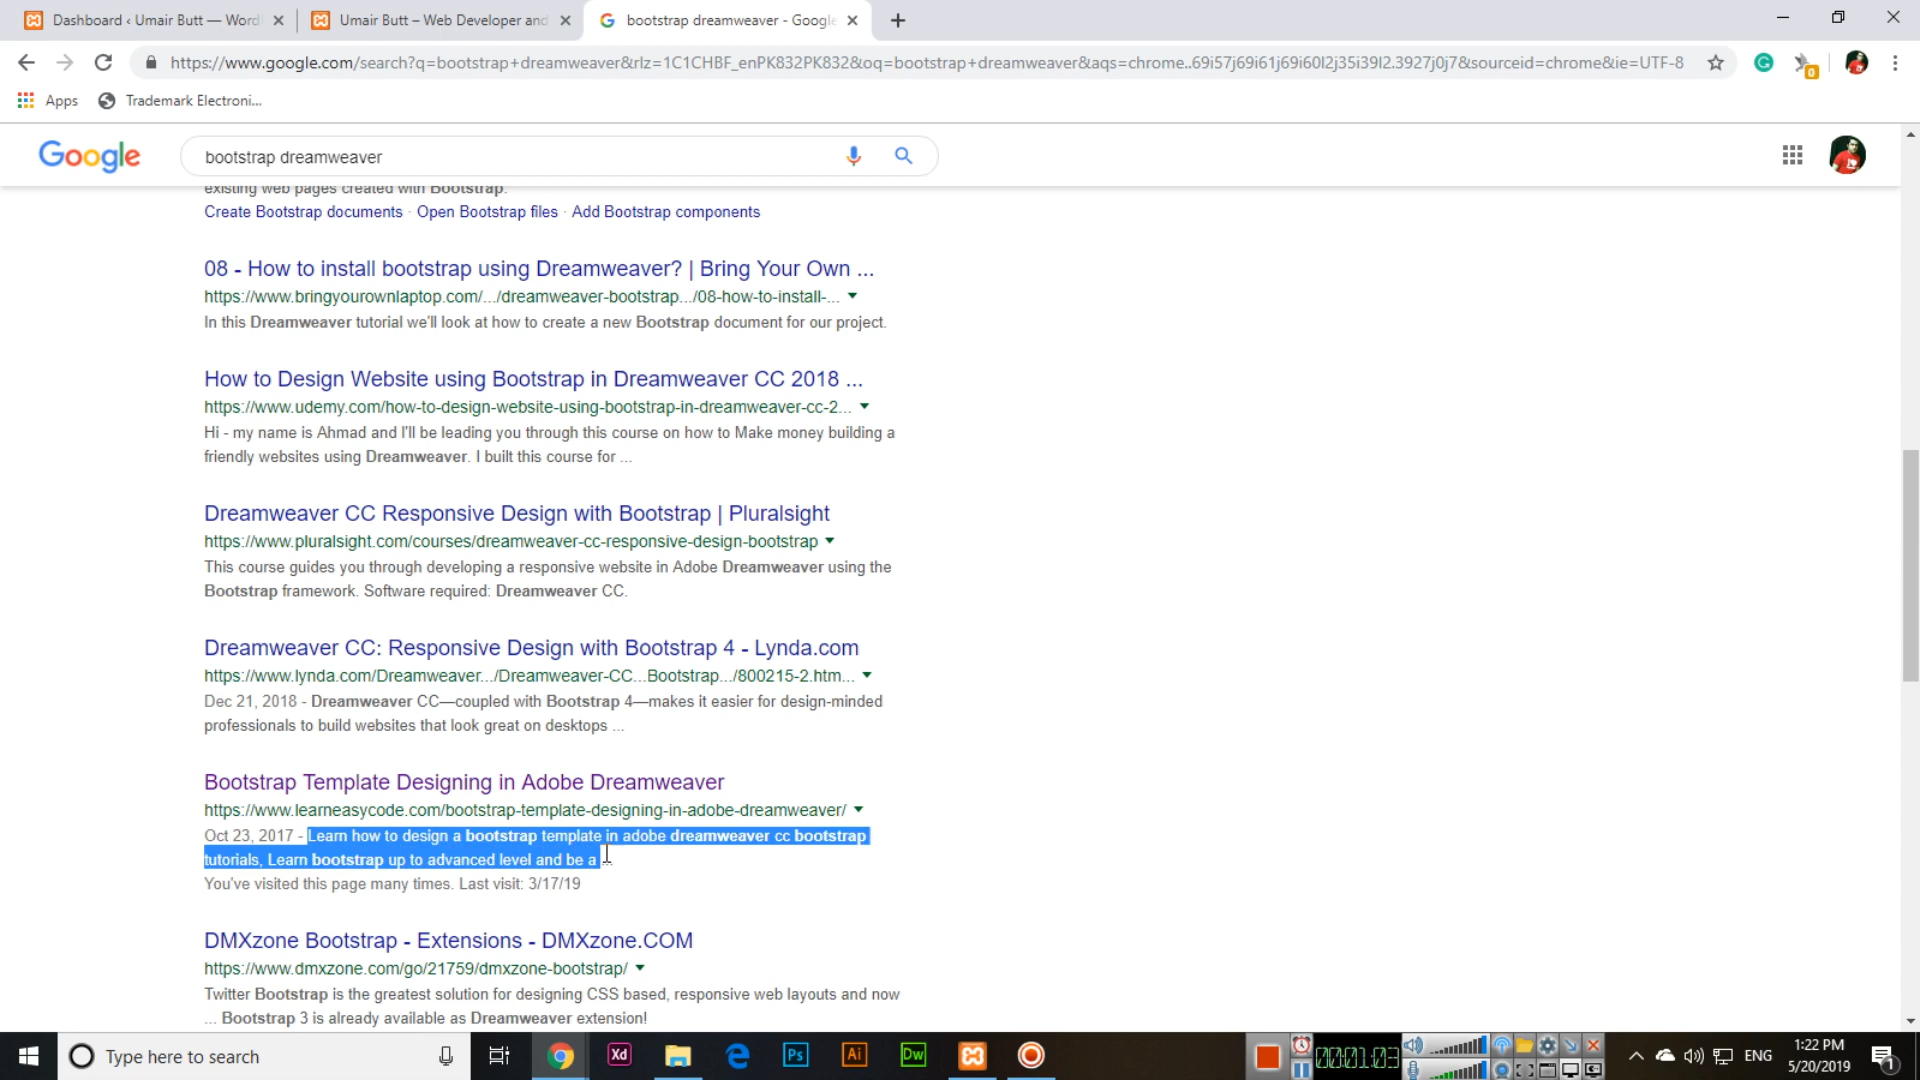 Dashboard ‹ Umair Butt — Word
Umair Butt – Web Developer and
bootstrap dreamweaver - Google
https://www.google.com/search?q=bootstrap+dreamweaver&rlz=1C1CHBF_enPK832PK832&oq=bootstrap+dreamweaver&aqs=chrome..69i57j69i61j69i60l2j35i39l2.3927j0j7&sourceid=chrome&ie=UTF-8
0
Apps
Trademark Electroni...
Google
bootstrap dreamweaver
existing web pages created with Bootstrap.
Create Bootstrap documents · Open Bootstrap files · Add Bootstrap components
08 - How to install bootstrap using Dreamweaver? | Bring Your Own ...
https://www.bringyourownlaptop.com/.../dreamweaver-bootstrap.../08-how-to-install-...
In this Dreamweaver tutorial we'll look at how to create a new Bootstrap document for our project.
How to Design Website using Bootstrap in Dreamweaver CC 2018 ...
https://www.udemy.com/how-to-design-website-using-bootstrap-in-dreamweaver-cc-2...
Hi - my name is Ahmad and I'll be leading you through this course on how to Make money building a
friendly websites using Dreamweaver. I built this course for ...
Dreamweaver CC Responsive Design with Bootstrap | Pluralsight
https://www.pluralsight.com/courses/dreamweaver-cc-responsive-design-bootstrap
This course guides you through developing a responsive website in Adobe Dreamweaver using the
Bootstrap framework. Software required: Dreamweaver CC.
Dreamweaver CC: Responsive Design with Bootstrap 4 - Lynda.com
https://www.lynda.com/Dreamweaver.../Dreamweaver-CC...Bootstrap.../800215-2.htm...
Dec 21, 2018 - Dreamweaver CC—coupled with Bootstrap 4—makes it easier for design-minded
professionals to build websites that look great on desktops ...
Bootstrap Template Designing in Adobe Dreamweaver
https://www.learneasycode.com/bootstrap-template-designing-in-adobe-dreamweaver/
Oct 23, 2017 - Learn how to design a bootstrap template in adobe dreamweaver cc bootstrap
tutorials, Learn bootstrap up to advanced level and be a ...
You've visited this page many times. Last visit: 3/17/19
DMXzone Bootstrap - Extensions - DMXzone.COM
https://www.dmxzone.com/go/21759/dmxzone-bootstrap/
Twitter Bootstrap is the greatest solution for designing CSS based, responsive web layouts and now
... Bootstrap 3 is already available as Dreamweaver extension!
Type here to search
Xd
Ps
Ai
Dw
00:01:03
ENG
1:22 PM
5/20/2019
1